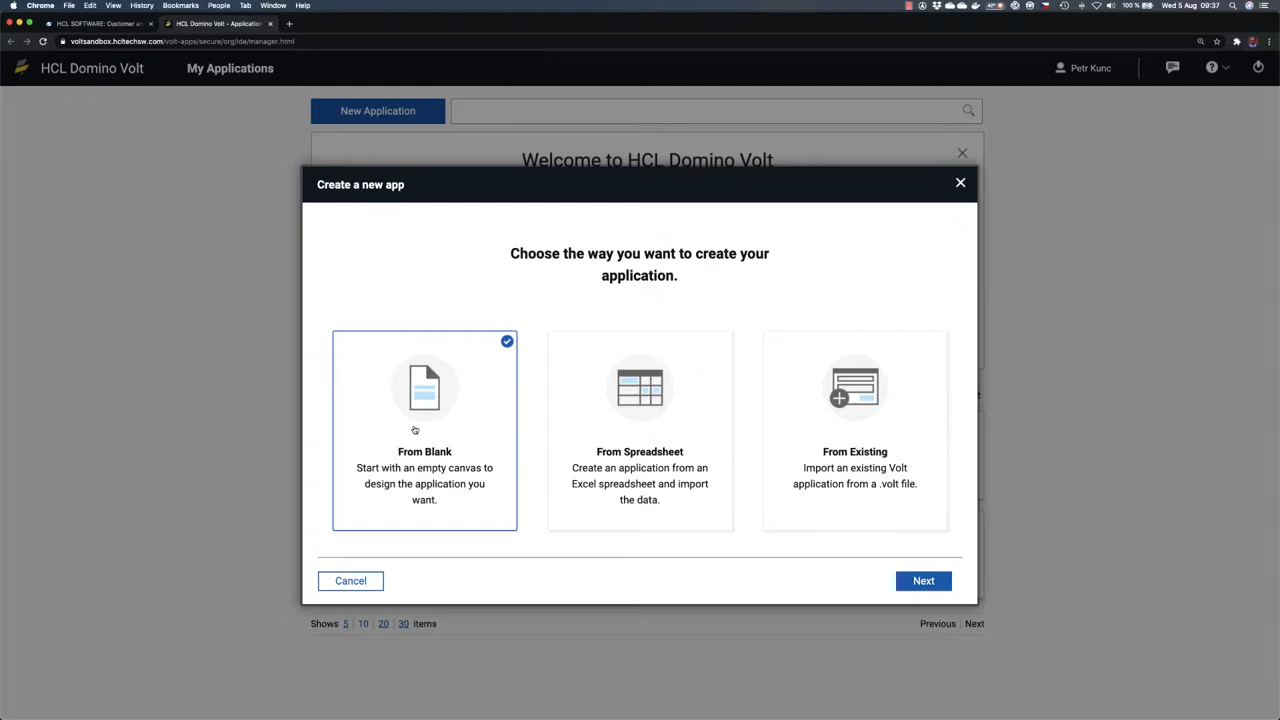 Chrome File Edit View History Bookmarks People Tab Window Help
100 % Wed 5 Aug 09:37
HCL SOFTWARE: Customer an
HCL Domino Volt - Application
voltsandbox.hcltechsw.com/volt-apps/secure/org/ide/manager.html
HCL Domino Volt My Applications Petr Kunc
New Application
Welcome to HCL Domino Volt
Create a new app
Choose the way you want to create your
application.
From Blank
Start with an empty canvas to
design the application you
want.
From Spreadsheet
Create an application from an
Excel spreadsheet and import
the data.
From Existing
Import an existing Volt
application from a .volt file.
Cancel Next
Shows 5 | 10 | 20 | 30 items Previous | Next